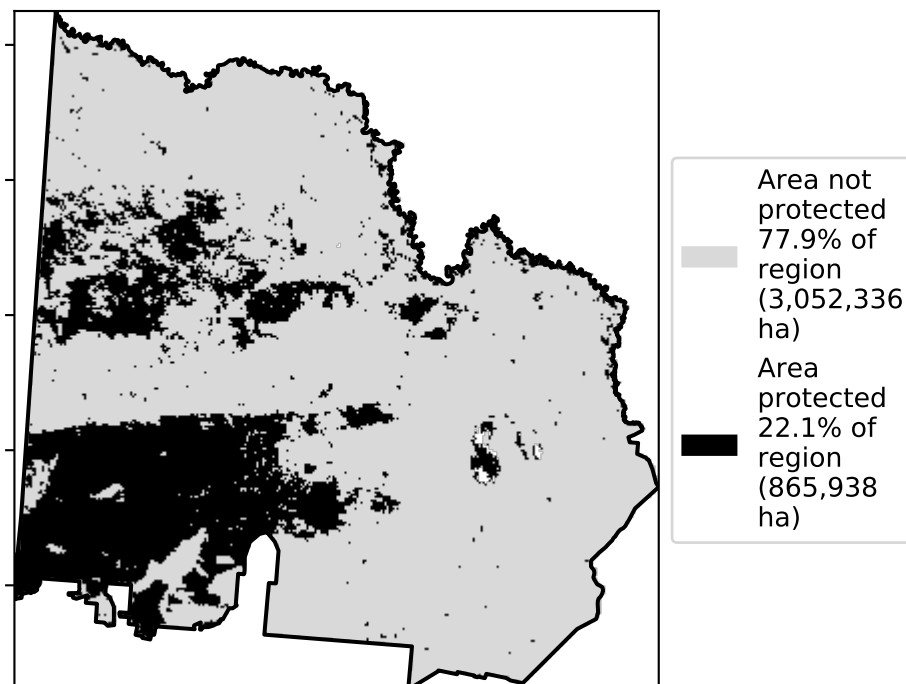 Area not
protected
77.9% of
region
(3,052,336
ha)
Area
protected
22.1% of
region
(865,938
ha)